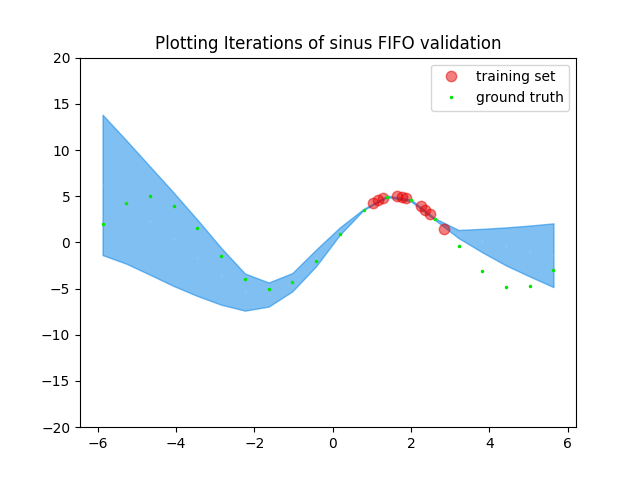 Plotting Iterations of sinus FIFO validation
training set
ground truth
20
15
10
5
0
−5
−10
−15
−20
−6 −4 −2 0 2 4 6